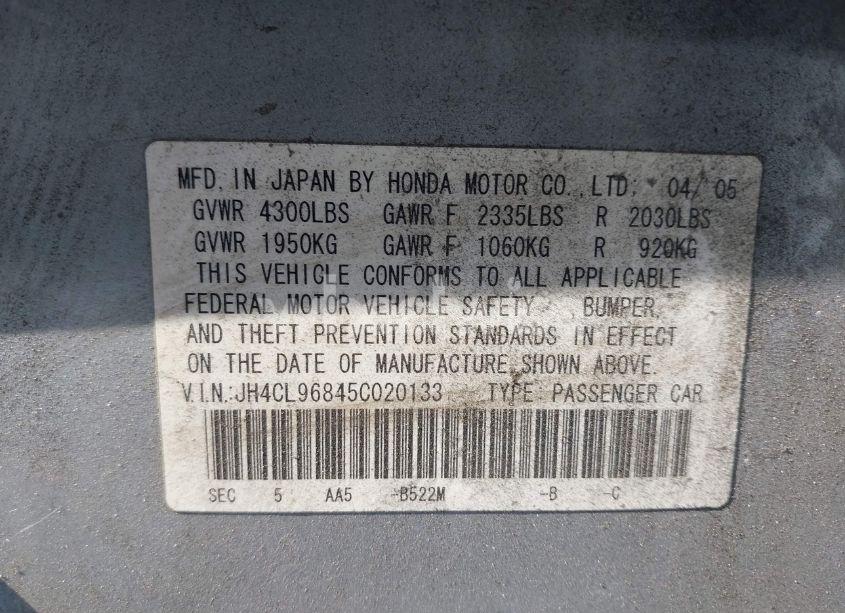 MFD. IN JAPAN BY HONDA MOTOR CO., LTD. 04/05
GVWR 4300LBS GAWR F 2335LBS R 2030LBS
GVWR 1950KG GAWR F 1060KG R 920KG
THIS VEHICLE CONFORMS TO ALL APPLICABLE
FEDERAL MOTOR VEHICLE SAFETY, BUMPER,
AND THEFT PREVENTION STANDARDS IN EFFECT
ON THE DATE OF MANUFACTURE SHOWN ABOVE.
V.I.N.:JH4CL96845C020133 TYPE: PASSENGER CAR
SEC 5 AA5 -B522M -B -C